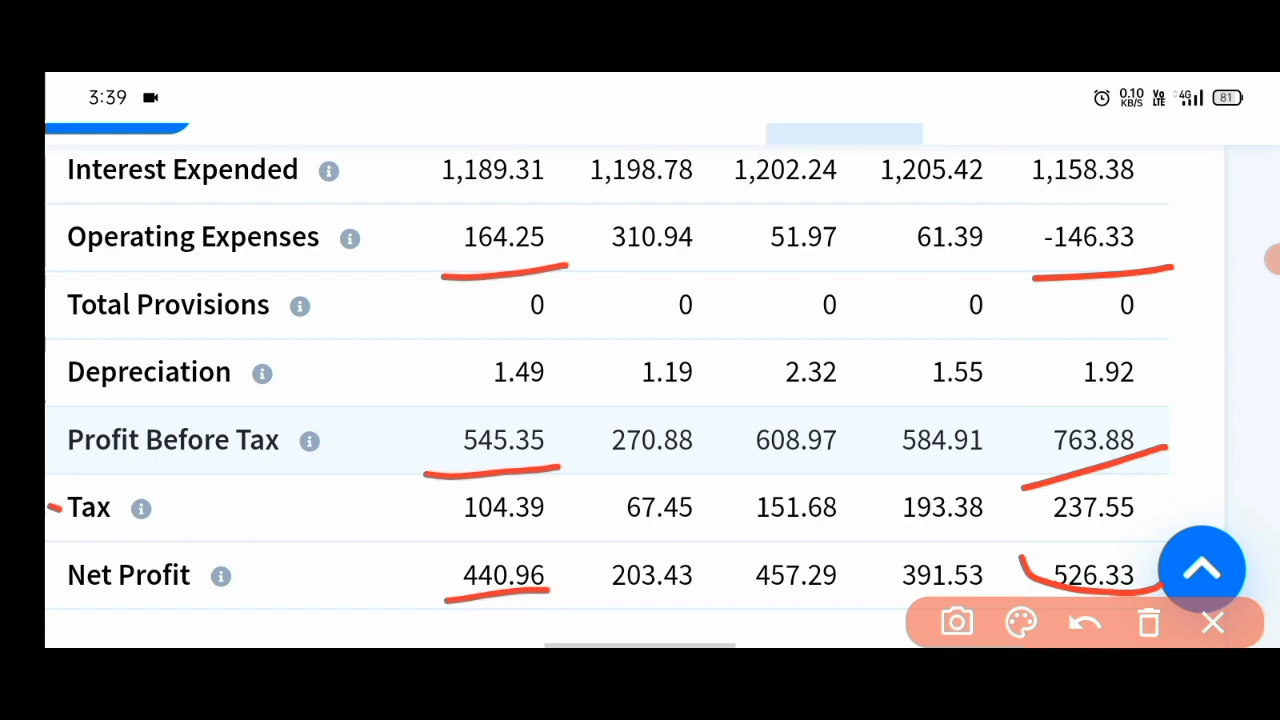 3:39 0.10 KB/S Vo LTE 4G 81
Interest Expended 1,189.31 1,198.78 1,202.24 1,205.42 1,158.38
Operating Expenses 164.25 310.94 51.97 61.39 -146.33
Total Provisions 0 0 0 0 0
Depreciation 1.49 1.19 2.32 1.55 1.92
Profit Before Tax 545.35 270.88 608.97 584.91 763.88
Tax 104.39 67.45 151.68 193.38 237.55
Net Profit 440.96 203.43 457.29 391.53 526.33